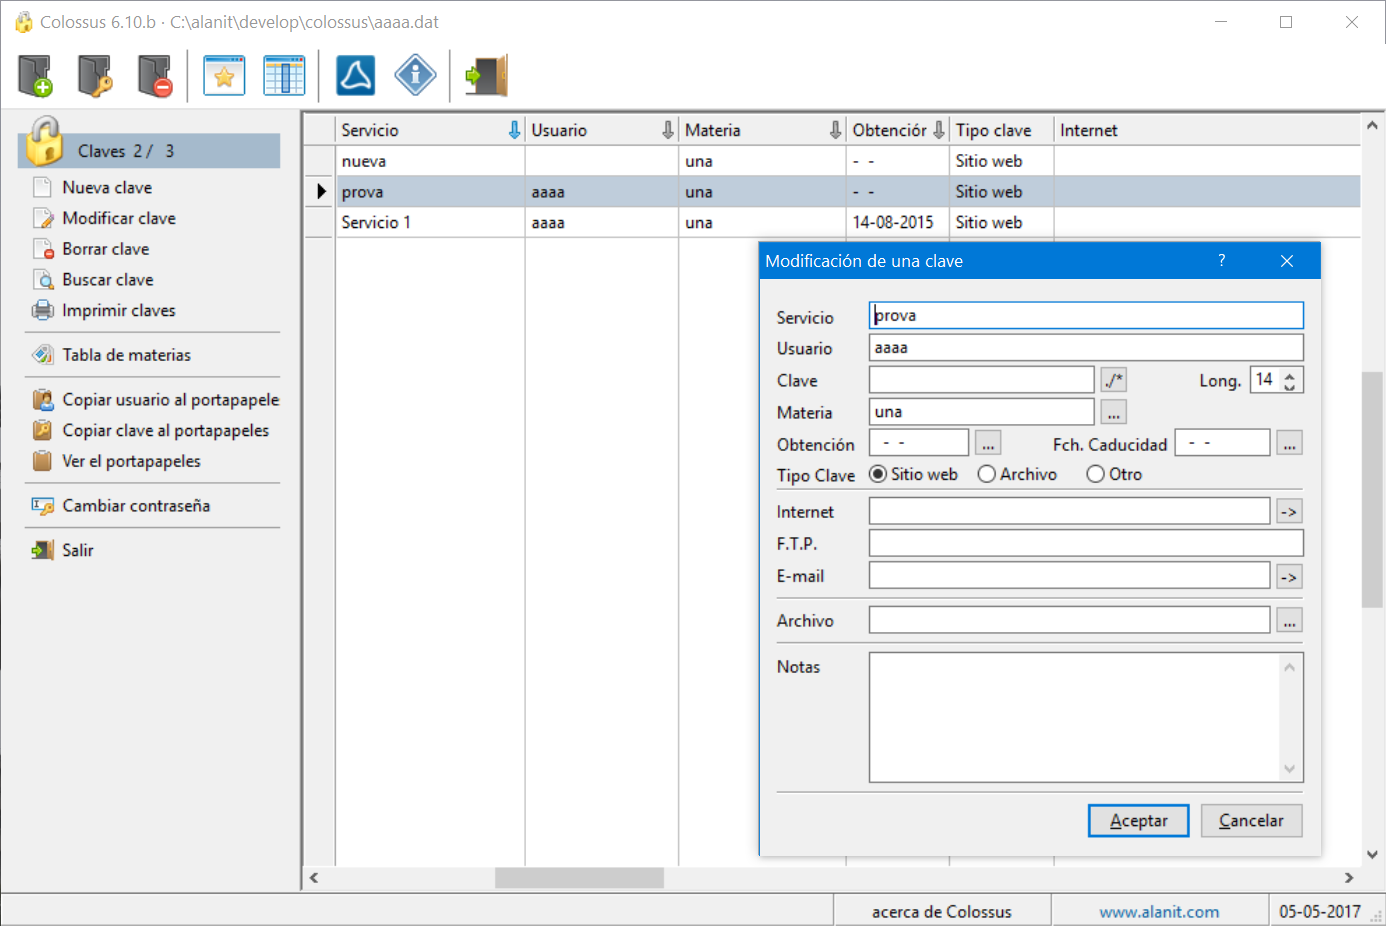 Colossus 6.10.b · C:\alanit\develop\colossus\aaaa.dat
Claves 2 / 3
Nueva clave
Modificar clave
Borrar clave
Buscar clave
Imprimir claves
Tabla de materias
Copiar usuario al portapapele
Copiar clave al portapapeles
Ver el portapapeles
Cambiar contraseña
Salir
Servicio Usuario Materia Obtenciór Tipo clave Internet
nueva una - - Sitio web
prova aaaa una - - Sitio web
Servicio 1 aaaa una 14-08-2015 Sitio web
Modificación de una clave ?
Servicio prova
Usuario aaaa
Clave ./* Long. 14
Materia una ...
Obtención - - ... Fch. Caducidad - - ...
Tipo Clave Sitio web Archivo Otro
Internet ->
F.T.P.
E-mail ->
Archivo ...
Notas
Aceptar Cancelar
acerca de Colossus www.alanit.com 05-05-2017